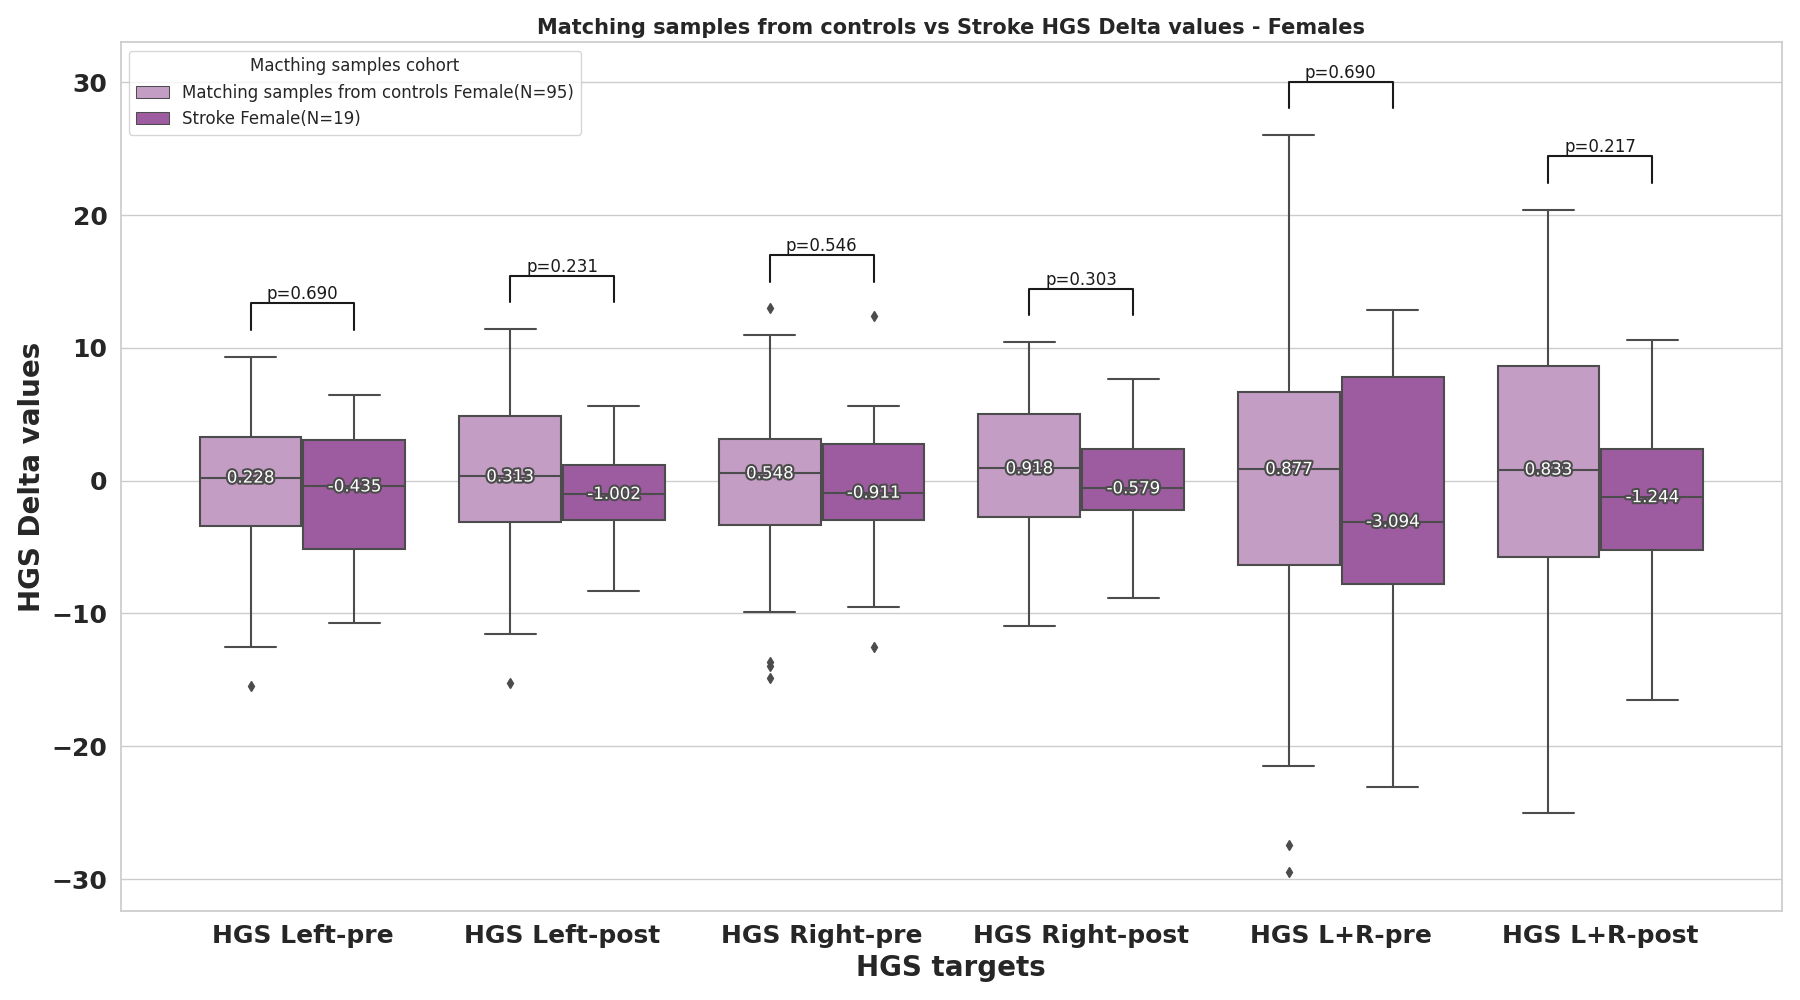 Matching samples from controls vs Stroke HGS Delta values - Females
Macthing samples cohort
Matching samples from controls Female(N=95)
Stroke Female(N=19)
HGS Delta values
30
20
10
0
−10
−20
−30
p=0.690
p=0.231
p=0.546
p=0.303
p=0.690
p=0.217
0.228
-0.435
0.313
-1.002
0.548
-0.911
0.918
-0.579
0.877
-3.094
0.833
-1.244
HGS Left-pre
HGS Left-post
HGS Right-pre
HGS Right-post
HGS L+R-pre
HGS L+R-post
HGS targets